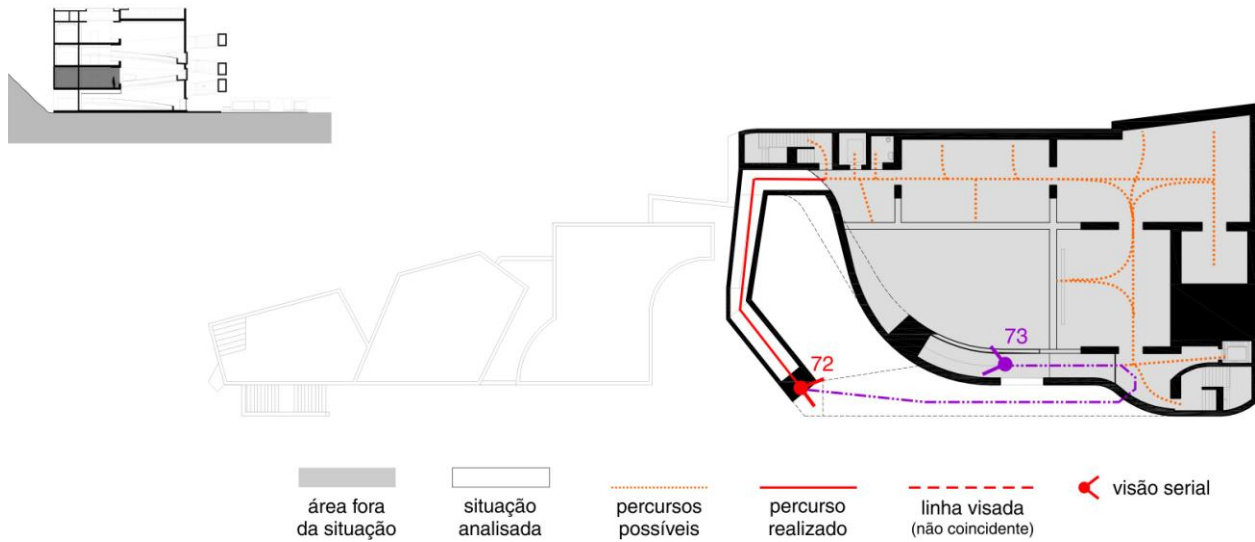 73
72
área fora
da situação
situação
analisada
percursos
possíveis
percurso
realizado
linha visada
(não coincidente)
visão serial